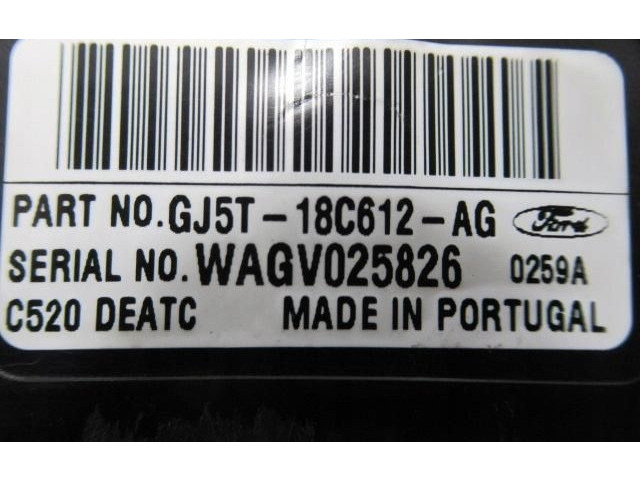 PART NO.GJ5T-18C612-AG Ford
SERIAL NO.WAGV025826 0259A
C520 DEATC MADE IN PORTUGAL